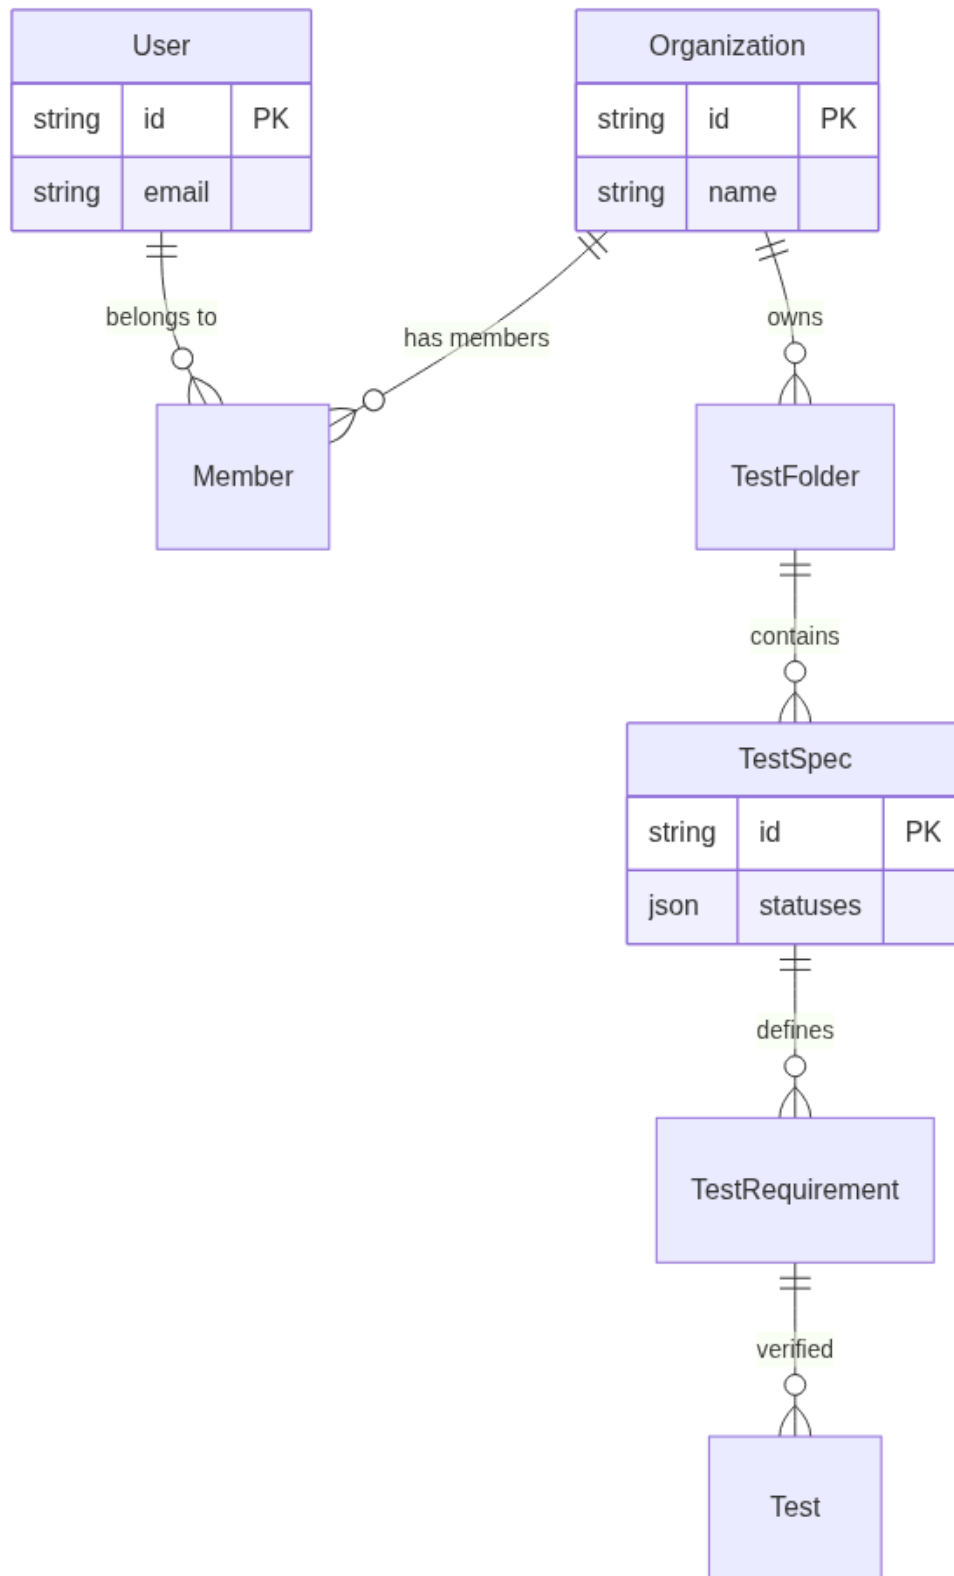 User
string id PK
string email
Organization
string id PK
string name
belongs to
has members
owns
Member
TestFolder
contains
TestSpec
string id PK
json statuses
defines
TestRequirement
verified
Test